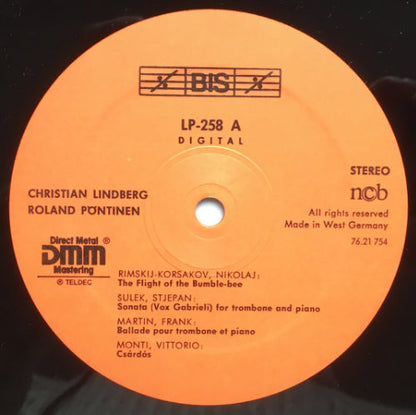 BIS
LP-258 A
DIGITAL
STEREO
CHRISTIAN LINDBERG
ROLAND PÖNTINEN
ncb
All rights reserved
Made in West Germany
76.21 754
Direct Metal ®
DMM
Mastering
℗ TELDEC
RIMSKIJ-KORSAKOV, NIKOLAJ:
The Flight of the Bumble-bee
SULEK, STJEPAN:
Sonata (Vox Gabrieli) for trombone and piano
MARTIN, FRANK:
Ballade pour trombone et piano
MONTI, VITTORIO:
Csárdás